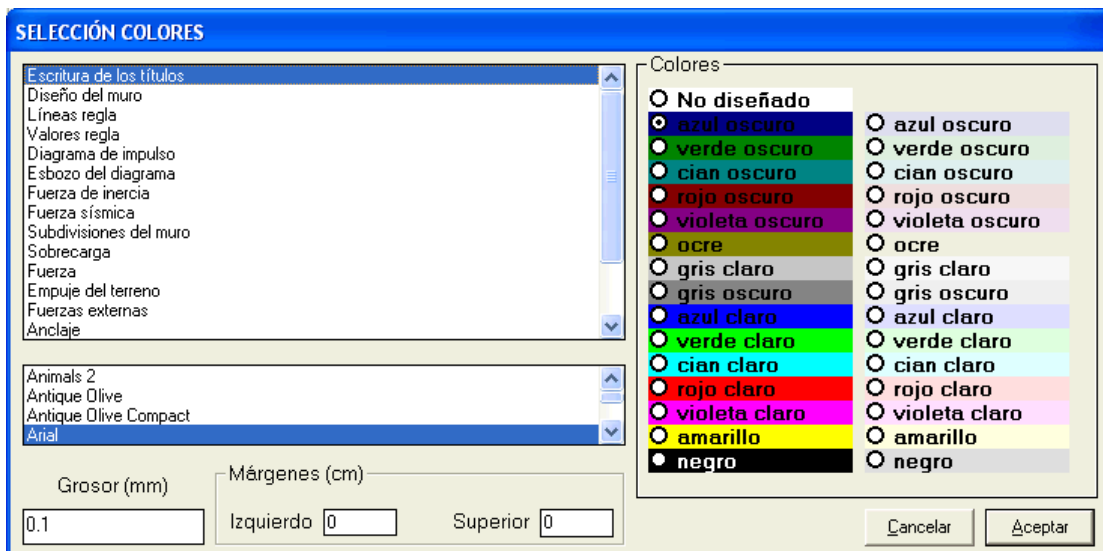 SELECCIÓN COLORES
Escritura de los títulos
Diseño del muro
Líneas regla
Valores regla
Diagrama de impulso
Esbozo del diagrama
Fuerza de inercia
Fuerza sísmica
Subdivisiones del muro
Sobrecarga
Fuerza
Empuje del terreno
Fuerzas externas
Anclaje
Animals 2
Antique Olive
Antique Olive Compact
Arial
Grosor (mm)
0.1
Márgenes (cm)
Izquierdo 0 Superior 0
Colores
No diseñado
azul oscuro azul oscuro
verde oscuro verde oscuro
cian oscuro cian oscuro
rojo oscuro rojo oscuro
violeta oscuro violeta oscuro
ocre ocre
gris claro gris claro
gris oscuro gris oscuro
azul claro azul claro
verde claro verde claro
cian claro cian claro
rojo claro rojo claro
violeta claro violeta claro
amarillo amarillo
negro negro
Cancelar Aceptar